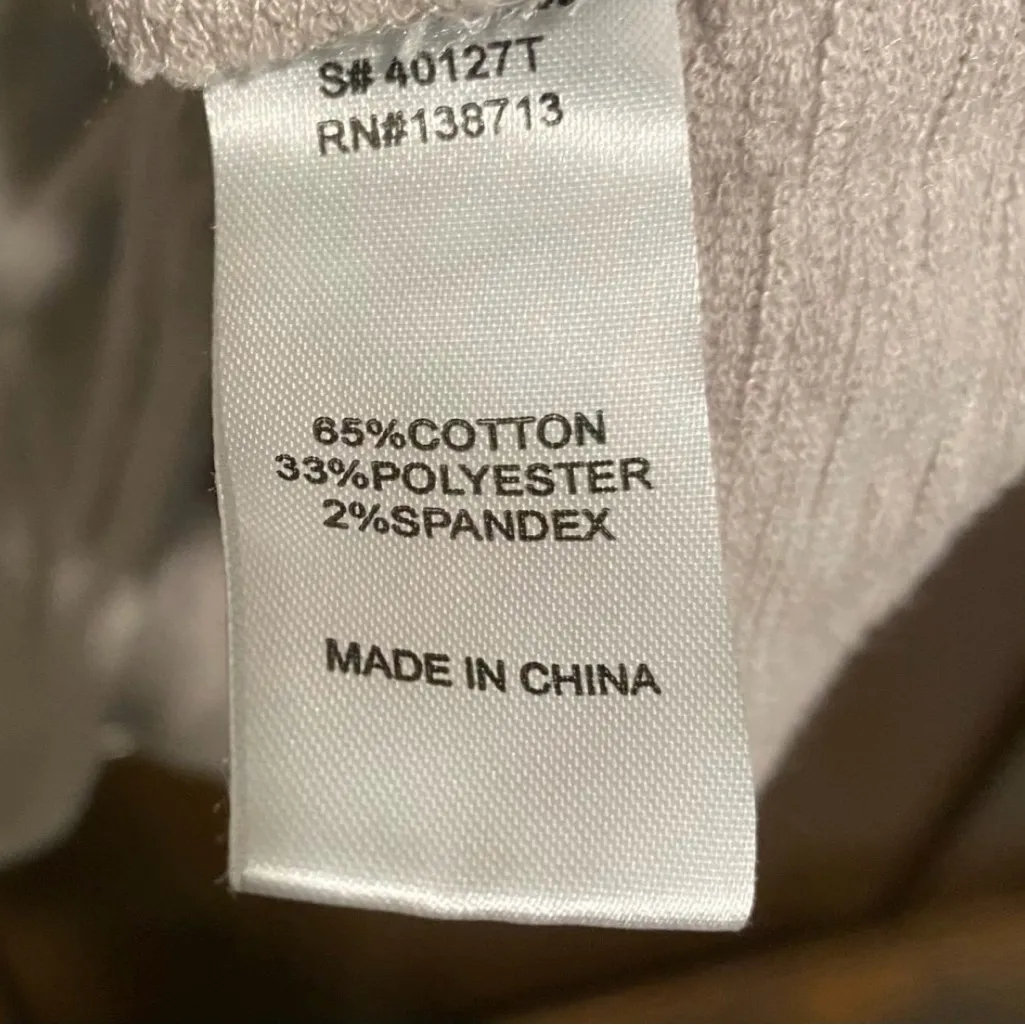 S# 40127T
RN#138713
65%COTTON
33%POLYESTER
2%SPANDEX
MADE IN CHINA